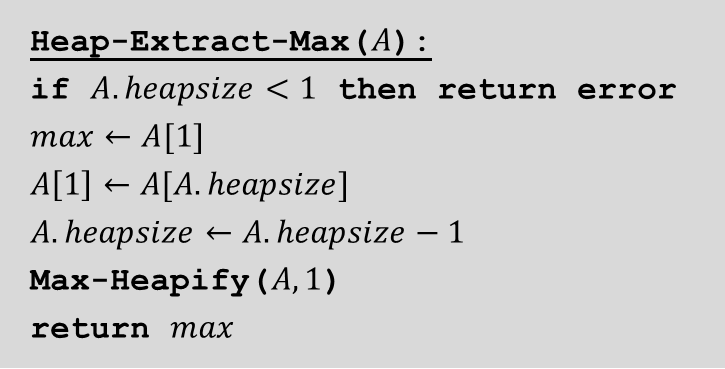 Heap-Extract-Max(A):
if A.heapsize < 1 then return error
max ← A[1]
A[1] ← A[A.heapsize]
A.heapsize ← A.heapsize − 1
Max-Heapify(A,1)
return max